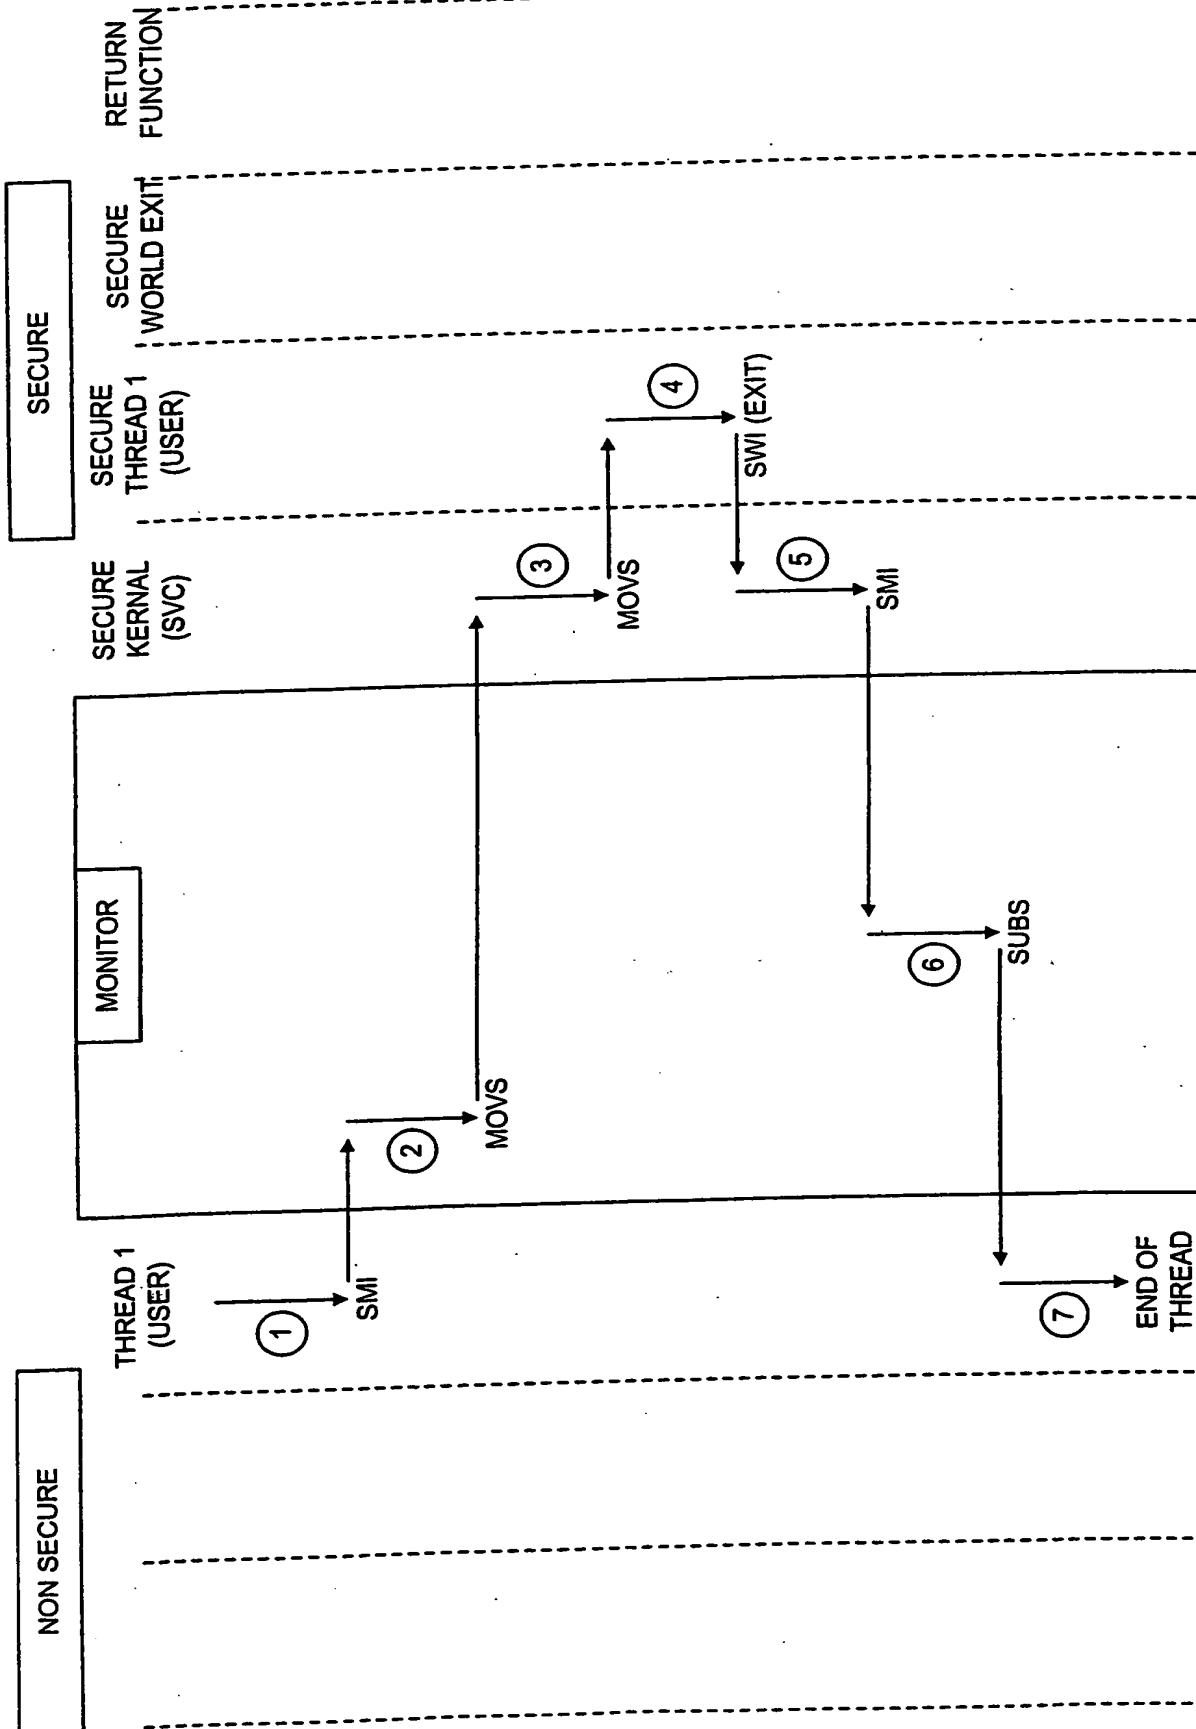 NON SECURE
MONITOR
SECURE
THREAD 1
(USER)
SECURE
KERNAL
(SVC)
SECURE
THREAD 1
(USER)
SECURE
WORLD EXIT
RETURN
FUNCTION
1
SMI
2
MOVS
3
MOVS
4
SWI (EXIT)
5
SMI
6
SUBS
7
END OF
THREAD